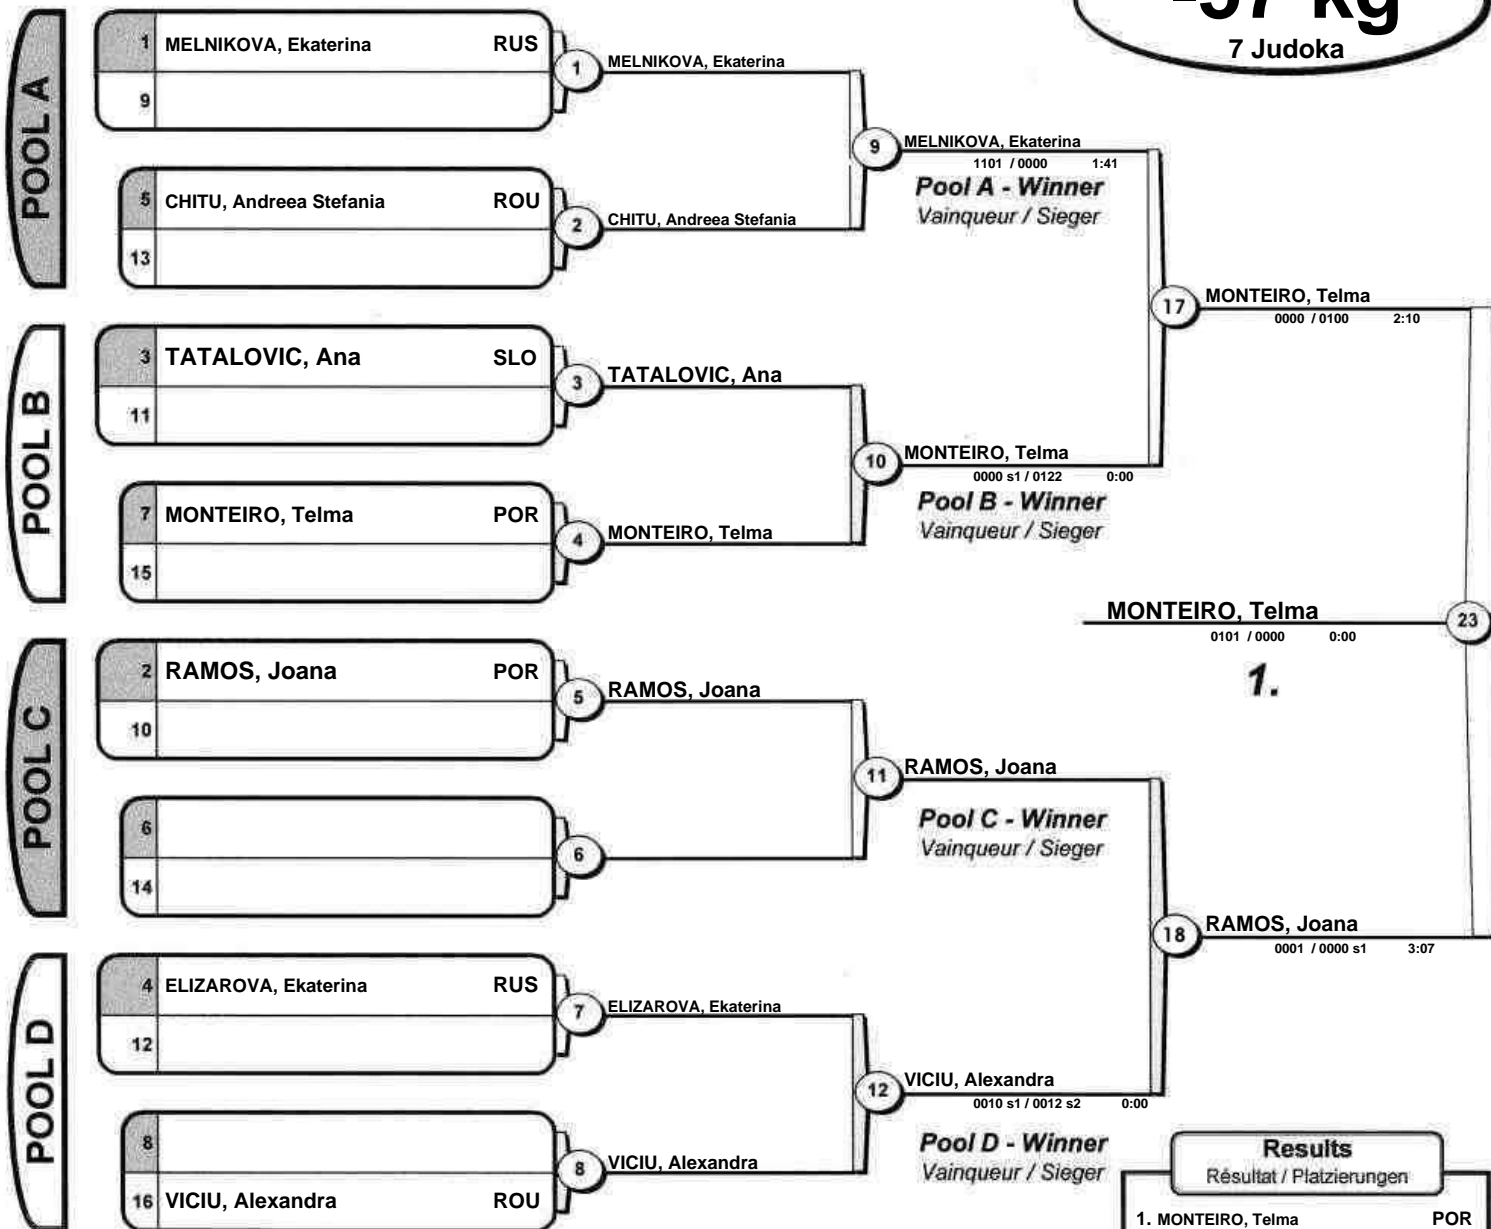 -57 kg
7 Judoka
POOL A
1 MELNIKOVA, Ekaterina RUS
9
1 MELNIKOVA, Ekaterina
5 CHITU, Andreea Stefania ROU
13
2 CHITU, Andreea Stefania
9 MELNIKOVA, Ekaterina
1101 / 0000 1:41
Pool A - Winner
Vainqueur / Sieger
POOL B
3 TATALOVIC, Ana SLO
11
3 TATALOVIC, Ana
7 MONTEIRO, Telma POR
15
4 MONTEIRO, Telma
10 MONTEIRO, Telma
0000 s1 / 0122 0:00
Pool B - Winner
Vainqueur / Sieger
17 MONTEIRO, Telma
0000 / 0100 2:10
MONTEIRO, Telma 23
0101 / 0000 0:00
1.
POOL C
2 RAMOS, Joana POR
10
5 RAMOS, Joana
6
14
6
11 RAMOS, Joana
Pool C - Winner
Vainqueur / Sieger
18 RAMOS, Joana
0001 / 0000 s1 3:07
POOL D
4 ELIZAROVA, Ekaterina RUS
12
7 ELIZAROVA, Ekaterina
8
16 VICIU, Alexandra ROU
8 VICIU, Alexandra
12 VICIU, Alexandra
0010 s1 / 0012 s2 0:00
Pool D - Winner
Vainqueur / Sieger
Results
Résultat / Platzierungen
1. MONTEIRO, Telma POR